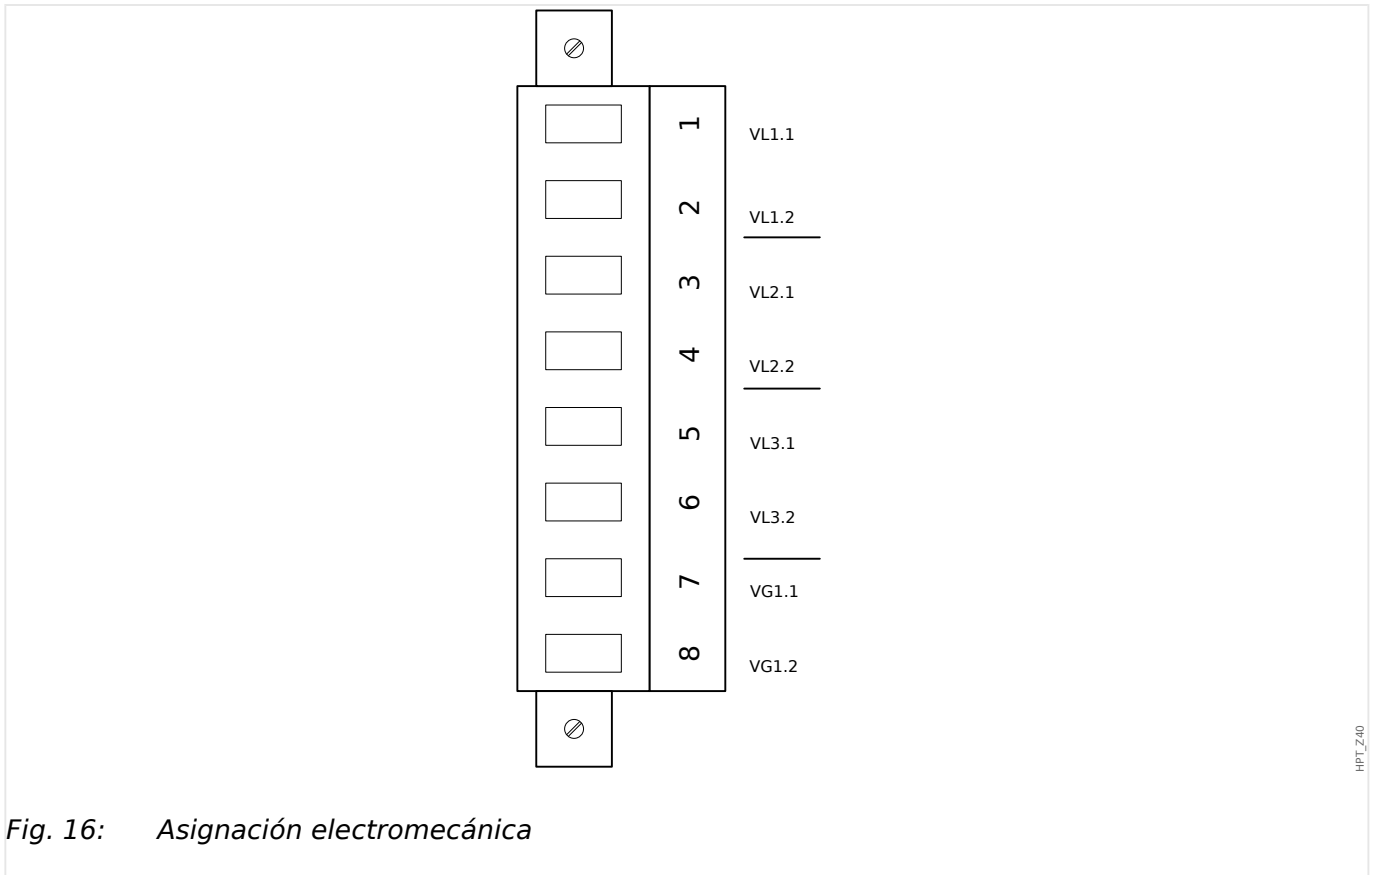 1 VL1.1
2 VL1.2
3 VL2.1
4 VL2.2
5 VL3.1
6 VL3.2
7 VG1.1
8 VG1.2
HPT_Z40
Fig. 16: Asignación electromecánica